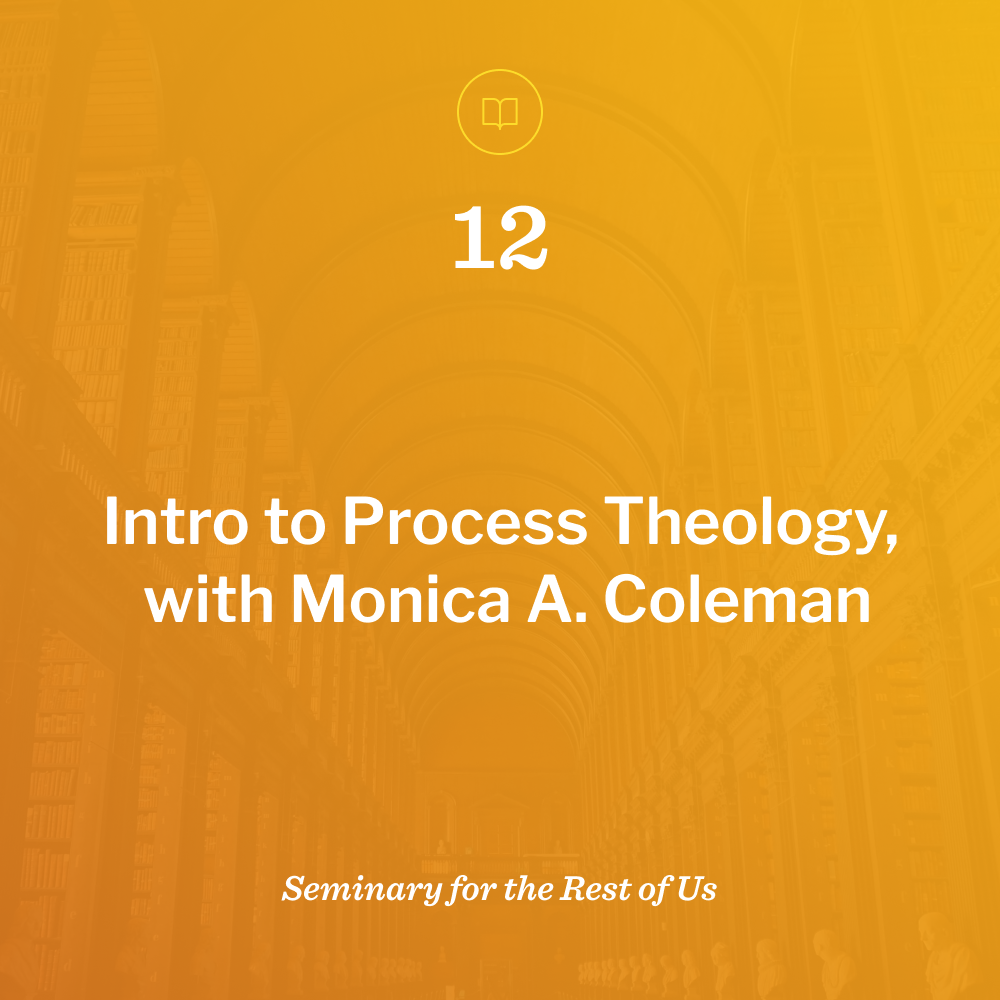 12
Intro to Process Theology,
with Monica A. Coleman
Seminary for the Rest of Us